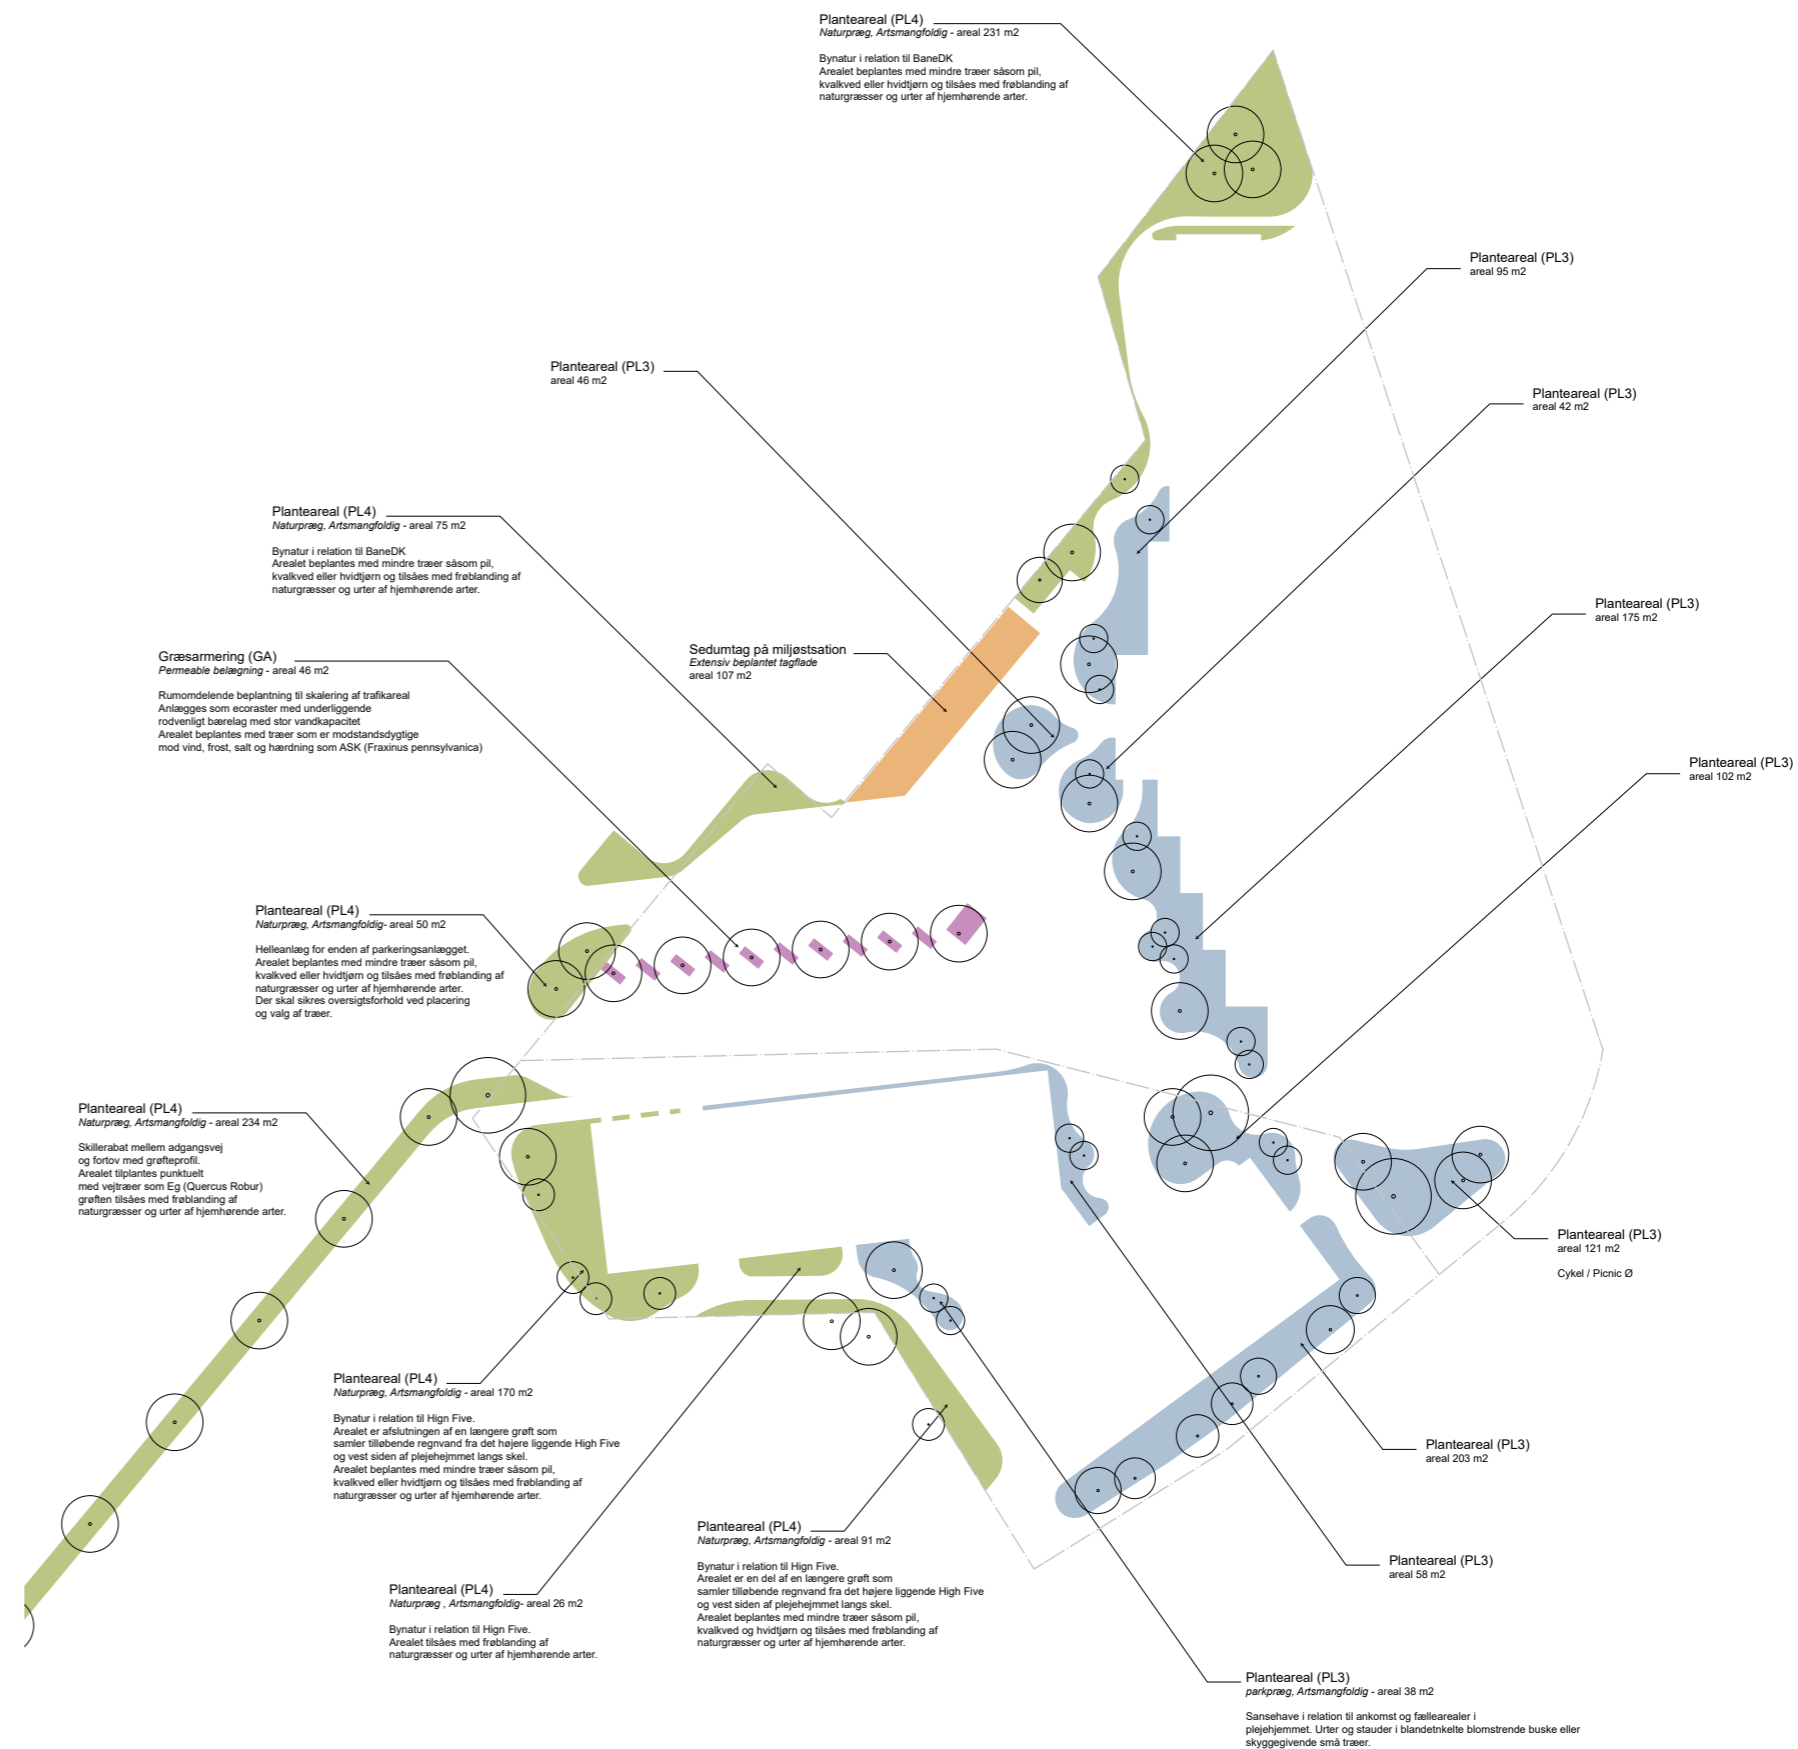 Planteareal (PL4)
Naturpræg, Artsmangfoldig - areal 231 m2
Bynatur i relation til BaneDK
Arealet beplantes med mindre træer såsom pil,
kvalkved eller hvidtjørn og tilsåes med frøblanding af
naturgræsser og urter af hjemhørende arter.
Planteareal (PL3)
areal 95 m2
Planteareal (PL3)
areal 46 m2
Planteareal (PL3)
areal 42 m2
Planteareal (PL4)
Naturpræg, Artsmangfoldig - areal 75 m2
Bynatur i relation til BaneDK
Arealet beplantes med mindre træer såsom pil,
kvalkved eller hvidtjørn og tilsåes med frøblanding af
naturgræsser og urter af hjemhørende arter.
Planteareal (PL3)
areal 175 m2
Græsarmering (GA)
Permeable belægning - areal 46 m2
Rumomdelende beplantning til skalering af trafikareal
Anlægges som ecoraster med underliggende
rodvenligt bærelag med stor vandkapacitet
Arealet beplantes med træer som er modstandsdygtige
mod vind, frost, salt og hærdning som ASK (Fraxinus pennsylvanica)
Sedumtag på miljøstsation
Extensiv beplantet tagflade
areal 107 m2
Planteareal (PL3)
areal 102 m2
Planteareal (PL4)
Naturpræg, Artsmangfoldig- areal 50 m2
Helleanlæg for enden af parkeringsanlægget.
Arealet beplantes med mindre træer såsom pil,
kvalkved eller hvidtjørn og tilsåes med frøblanding af
naturgræsser og urter af hjemhørende arter.
Der skal sikres oversigtsforhold ved placering
og valg af træer.
Planteareal (PL4)
Naturpræg, Artsmangfoldig - areal 234 m2
Skillerabat mellem adgangsvej
og fortov med grøfteprofil.
Arealet tilplantes punktuelt
med vejtræer som Eg (Quercus Robur)
grøften tilsåes med frøblanding af
naturgræsser og urter af hjemhørende arter.
Planteareal (PL3)
areal 121 m2
Cykel / Picnic Ø
Planteareal (PL4)
Naturpræg, Artsmangfoldig - areal 170 m2
Bynatur i relation til Hign Five.
Arealet er afslutningen af en længere grøft som
samler tilløbende regnvand fra det højere liggende High Five
og vest siden af plejehejmmet langs skel.
Arealet beplantes med mindre træer såsom pil,
kvalkved eller hvidtjørn og tilsåes med frøblanding af
naturgræsser og urter af hjemhørende arter.
Planteareal (PL3)
areal 203 m2
Planteareal (PL4)
Naturpræg, Artsmangfoldig - areal 91 m2
Bynatur i relation til Hign Five.
Arealet er en del af en længere grøft som
samler tilløbende regnvand fra det højere liggende High Five
og vest siden af plejehejmmet langs skel.
Arealet beplantes med mindre træer såsom pil,
kvalkved og hvidtjørn og tilsåes med frøblanding af
naturgræsser og urter af hjemhørende arter.
Planteareal (PL3)
areal 58 m2
Planteareal (PL4)
Naturpræg , Artsmangfoldig- areal 26 m2
Bynatur i relation til Hign Five.
Arealet tilsåes med frøblanding af
naturgræsser og urter af hjemhørende arter.
Planteareal (PL3)
parkpræg, Artsmangfoldig - areal 38 m2
Sansehave i relation til ankomst og fællearealer i
plejehjemmet. Urter og stauder i blandetnkelte blomstrende buske eller
skyggegivende små træer.